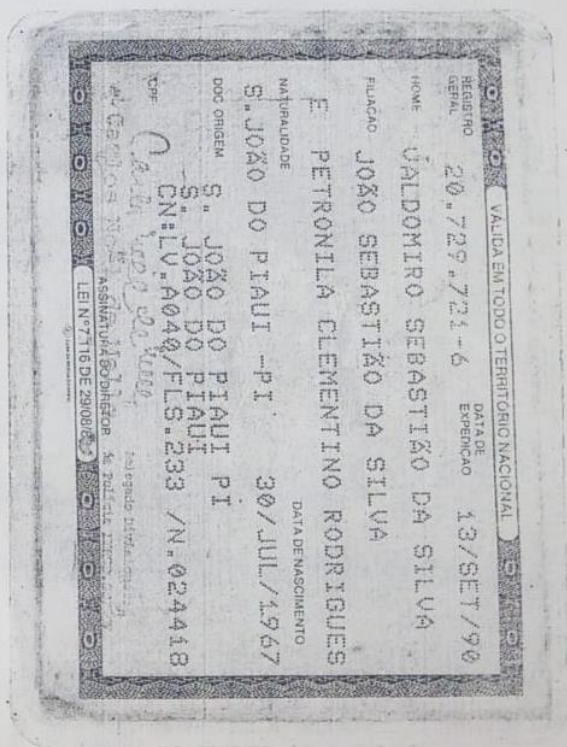 VÁLIDA EM TODO O TERRITÓRIO NACIONAL
REGISTRO GERAL 20.729.721-6 DATA DE EXPEDIÇÃO 13/SET/90
NOME VALDOMIRO SEBASTIÃO DA SILVA
FILIAÇÃO JOÃO SEBASTIÃO DA SILVA
E PETRONILA CLEMENTINO RODRIGUES
NATURALIDADE DATA DE NASCIMENTO
S.JOÃO DO PIAUI -PI 30/JUL/1967
DOC ORIGEM S. JOÃO DO PIAUI PI
S. JOÃO DO PIAUI
CN:LV.A040/FLS.233 /N.024418
CPF
ASSINATURA DO DIRETOR
LEI Nº 7.116 DE 29/08/83